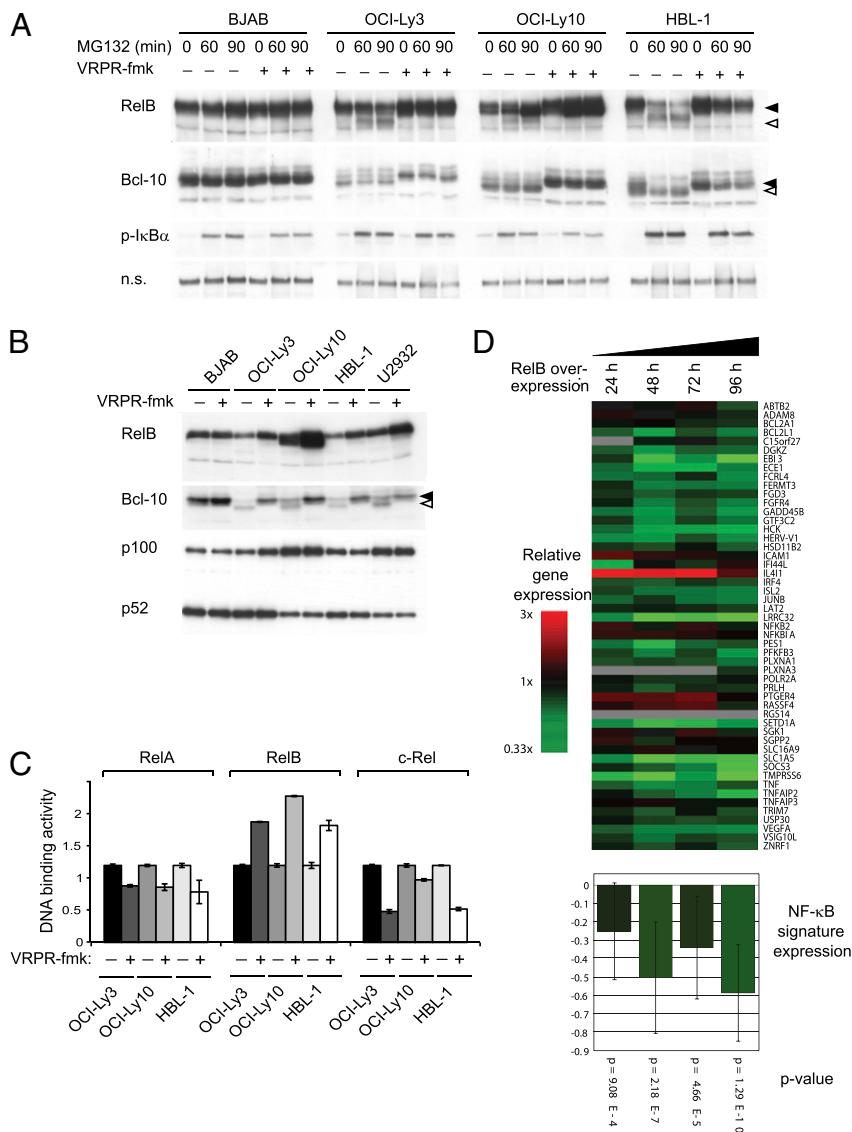 A
BJAB OCI-Ly3 OCI-Ly10 HBL-1
MG132 (min) 0 60 90 0 60 90 0 60 90 0 60 90 0 60 90 0 60 90 0 60 90 0 60 90
VRPR-fmk – – – + + + – – – + + + – – – + + + – – – + + +
RelB
Bcl-10
p-IκBα
n.s.
B
BJAB OCI-Ly3 OCI-Ly10 HBL-1 U2932
VRPR-fmk – + – + – + – + – +
RelB
Bcl-10
p100
p52
C
RelA RelB c-Rel
DNA binding activity
2
1.5
1
0.5
0
VRPR-fmk: – + – + – + – + – + – + – + – + – +
OCI-Ly3 OCI-Ly10 HBL-1 OCI-Ly3 OCI-Ly10 HBL-1 OCI-Ly3 OCI-Ly10 HBL-1
D
RelB over-
expression
24 h 48 h 72 h 96 h
Relative
gene
expression
3x
1x
0.33x
ABTB2
ADAM8
BCL2A1
BCL2L1
C15orf27
DGKZ
EBI3
ECE1
FCRL4
FERMT3
FGD3
FGFR4
GADD45B
GTF3C2
HCK
HERV-V1
HSD11B2
ICAM1
IFI44L
IL4I1
IRF4
ISL2
JUNB
LAT2
LRRC32
NFKB2
NFKBIA
PES1
PFKFB3
PLXNA1
PLXNA3
POLR2A
PRLH
PTGER4
RASSF4
RGS14
SETD1A
SGK1
SGPP2
SLC16A9
SLC1A5
SOCS3
TMPRSS6
TNF
TNFAIP2
TNFAIP3
TRIM7
USP30
VEGFA
VSIG10L
ZNRF1
0
-0.1
-0.2
-0.3
-0.4
-0.5
-0.6
-0.7
-0.8
-0.9
NF-κB
signature
expression
p = 9.08 E - 4
p = 2.18 E- 7
p = 4.66 E- 5
p = 1.29 E-1 0
p-value